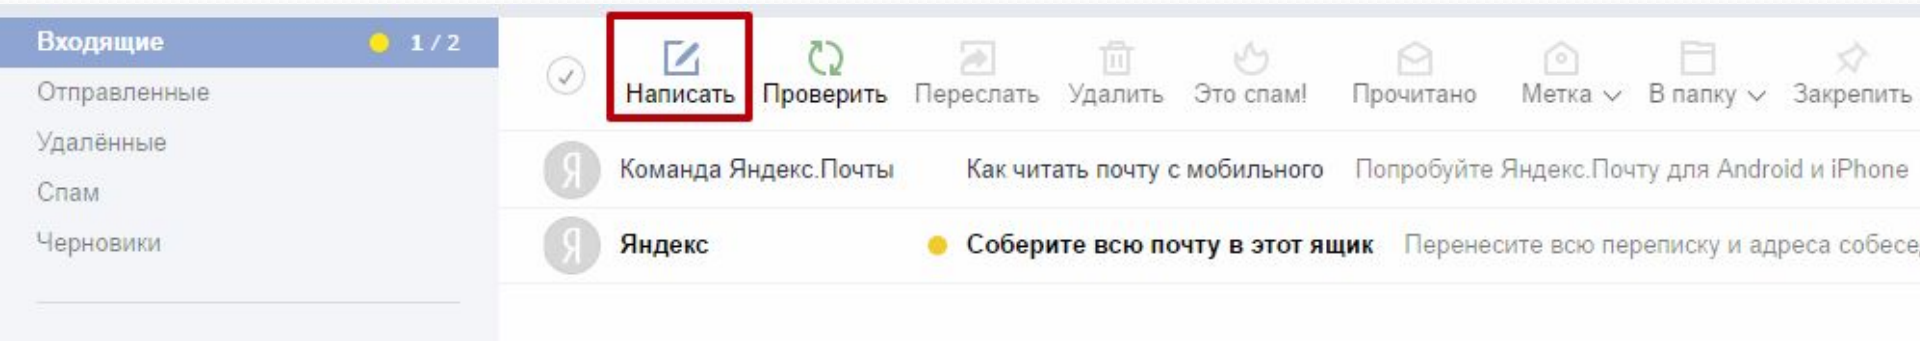 Входящие 1 / 2
Отправленные
Удалённые
Спам
Черновики
Написать Проверить Переслать Удалить Это спам! Прочитано Метка В папку Закрепить
Я Команда Яндекс.Почты Как читать почту с мобильного Попробуйте Яндекс.Почту для Android и iPhone
Я Яндекс Соберите всю почту в этот ящик Перенесите всю переписку и адреса